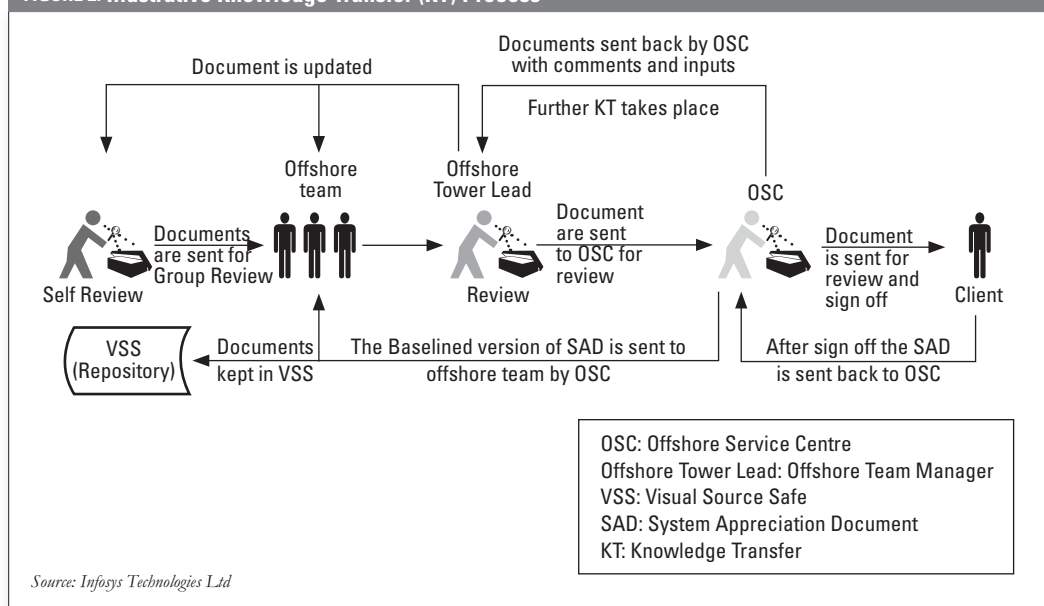 FIGURE 2: Illustrative Knowledge Transfer (KT) Process
Documents sent back by OSC
with comments and inputs
Document is updated
Further KT takes place
Offshore
team
Offshore
Tower Lead
OSC
Documents
are sent for
Group Review
Document
are sent
to OSC for
review
Document
is sent for
review and
sign off
Self Review
Review
Client
VSS
(Repository)
Documents
kept in VSS
The Baselined version of SAD is sent to
offshore team by OSC
After sign off the SAD
is sent back to OSC
OSC: Offshore Service Centre
Offshore Tower Lead: Offshore Team Manager
VSS: Visual Source Safe
SAD: System Appreciation Document
KT: Knowledge Transfer
Source: Infosys Technologies Ltd